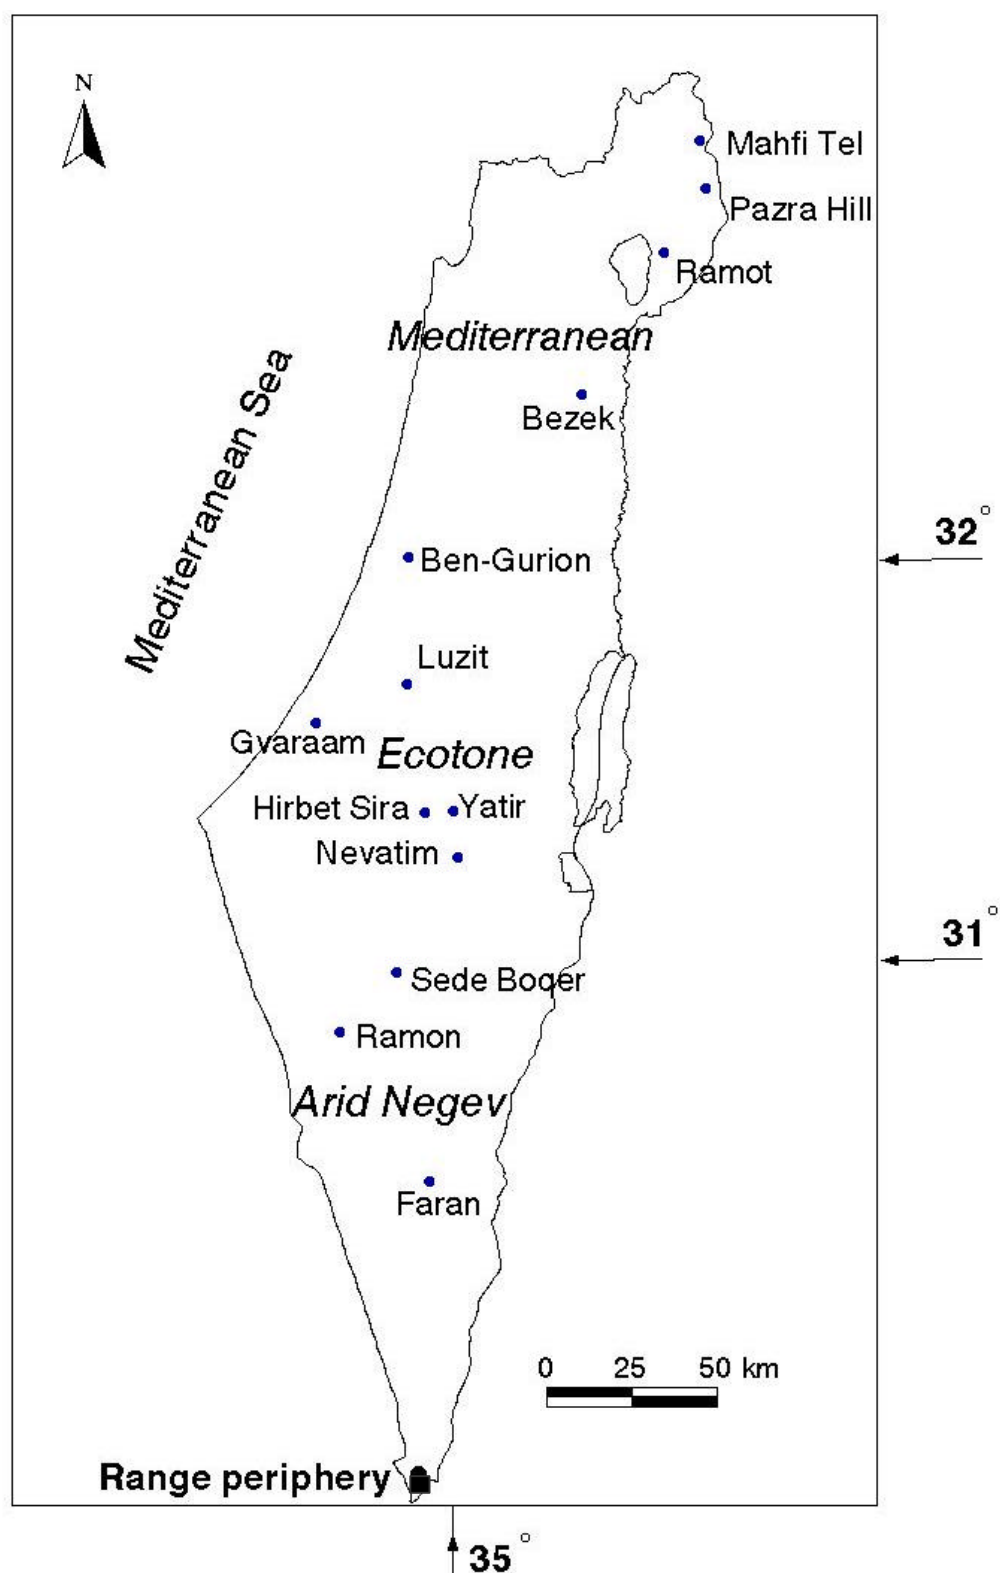 N
Mahfi Tel
Pazra Hill
Ramot
Mediterranean
Mediterranean Sea
Bezek
32°
Ben-Gurion
Luzit
Gvaraam
Ecotone
Hirbet Sira
Yatir
Nevatim
31°
Sede Boqer
Ramon
Arid Negev
Faran
0 25 50 km
Range periphery
35°